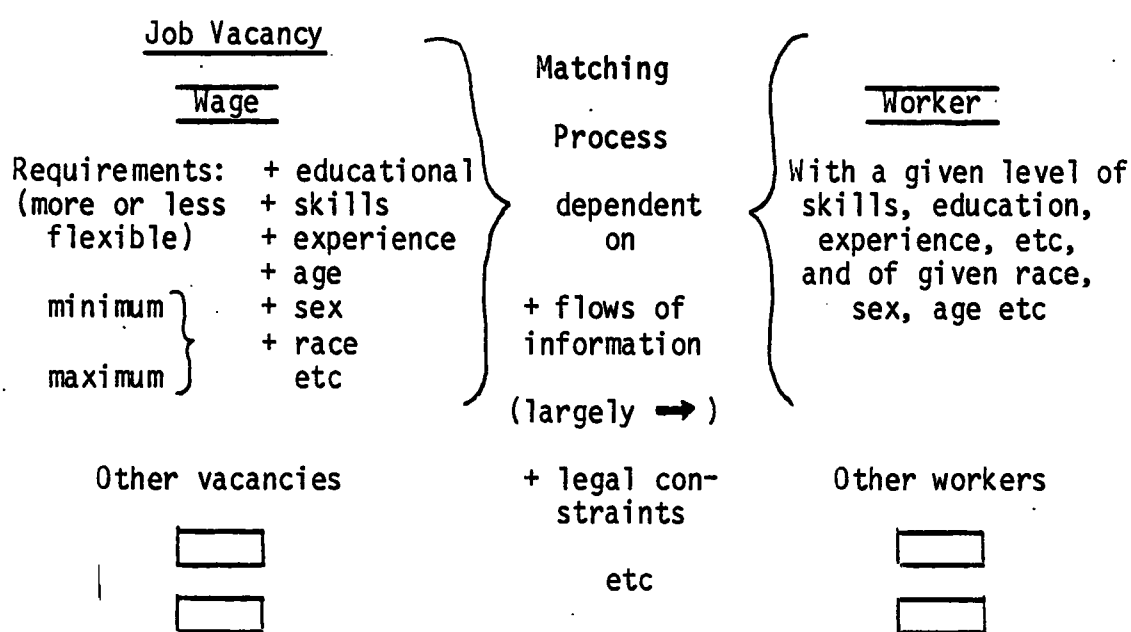 Job Vacancy
Wage
Requirements: + educational
(more or less + skills
flexible) + experience
+ age
minimum + sex
+ race
maximum etc
Other vacancies
Matching
Process
dependent
on
+ flows of
information
(largely → )
+ legal con-
straints
etc
Worker
With a given level of
skills, education,
experience, etc,
and of given race,
sex, age etc
Other workers